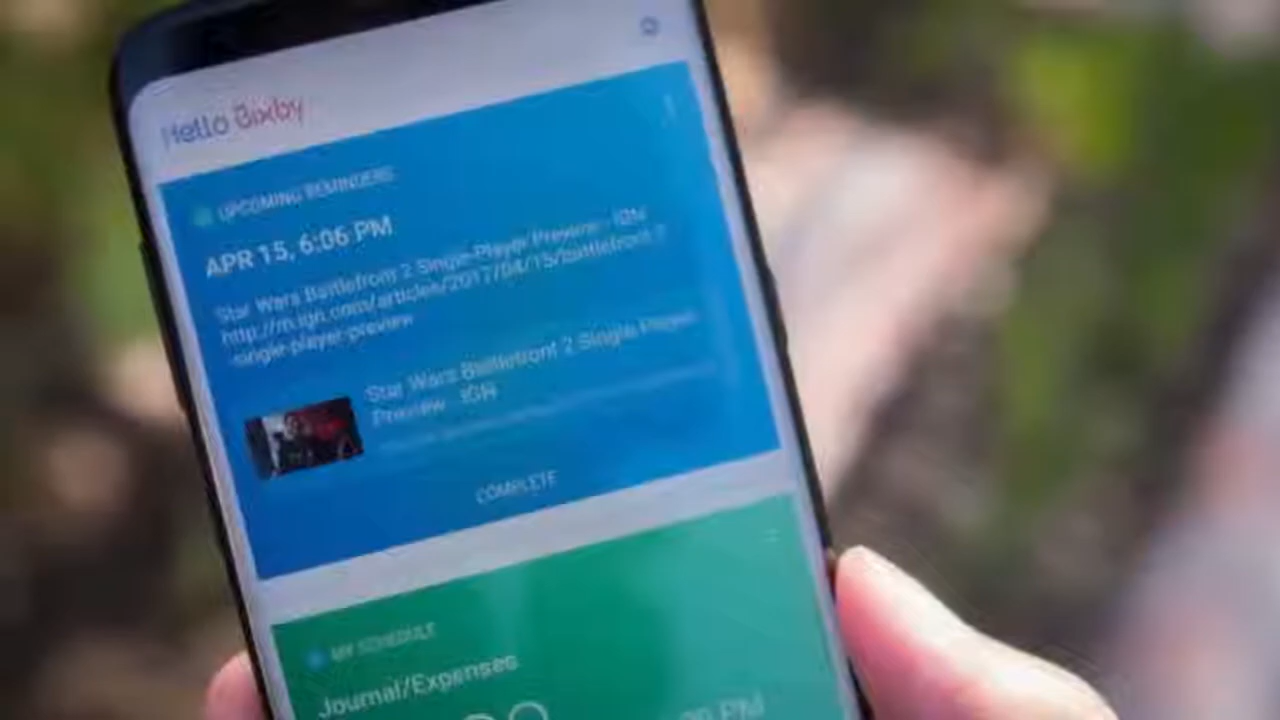 Hello Bixby
UPCOMING REMINDERS
APR 15, 6:06 PM
Star Wars Battlefront 2 Single-Player Preview - IGN
http://m.ign.com/articles/2017/04/15/battlefront-2
-single-player-preview
Star Wars Battlefront 2 Single-Player
Preview - IGN
COMPLETE
MY SCHEDULE
Journal/Expenses
PM